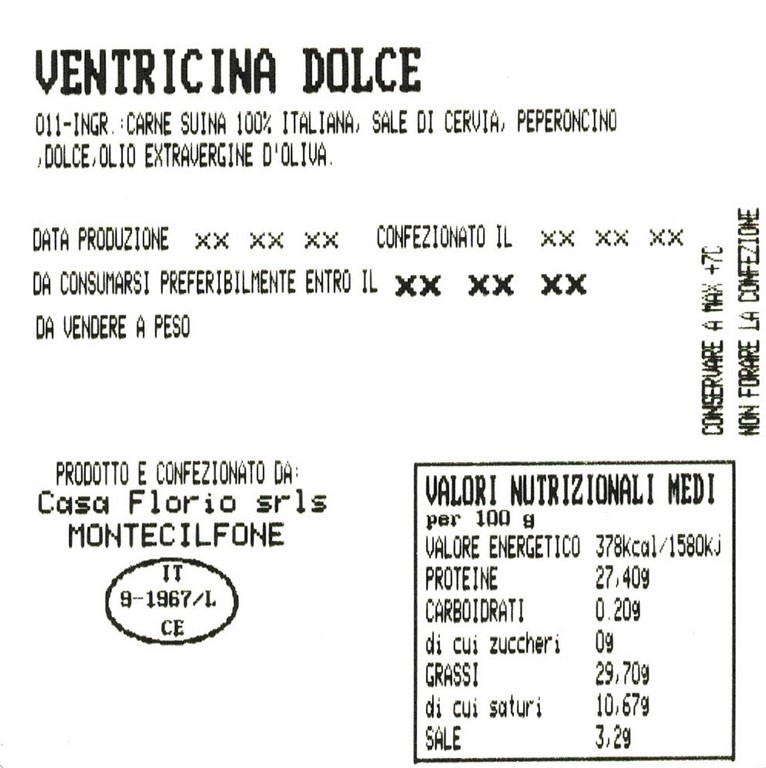 VENTRICINA DOLCE
011-INGR.:CARNE SUINA 100% ITALIANA, SALE DI CERVIA, PEPERONCINO
,DOLCE,OLIO EXTRAVERGINE D'OLIVA.
DATA PRODUZIONE xx xx xx CONFEZIONATO IL xx xx xx
DA CONSUMARSI PREFERIBILMENTE ENTRO IL xx xx xx
DA VENDERE A PESO
CONSERVARE A MAX +7C
NON FORARE LA CONFEZIONE
PRODOTTO E CONFEZIONATO DA:
Casa Florio srls
MONTECILFONE
IT
9-1967/L
CE
VALORI NUTRIZIONALI MEDI
per 100 g
VALORE ENERGETICO 378kcal/1580kJ
PROTEINE 27,40g
CARBOIDRATI 0.20g
di cui zuccheri 0g
GRASSI 29,70g
di cui saturi 10,67g
SALE 3,2g